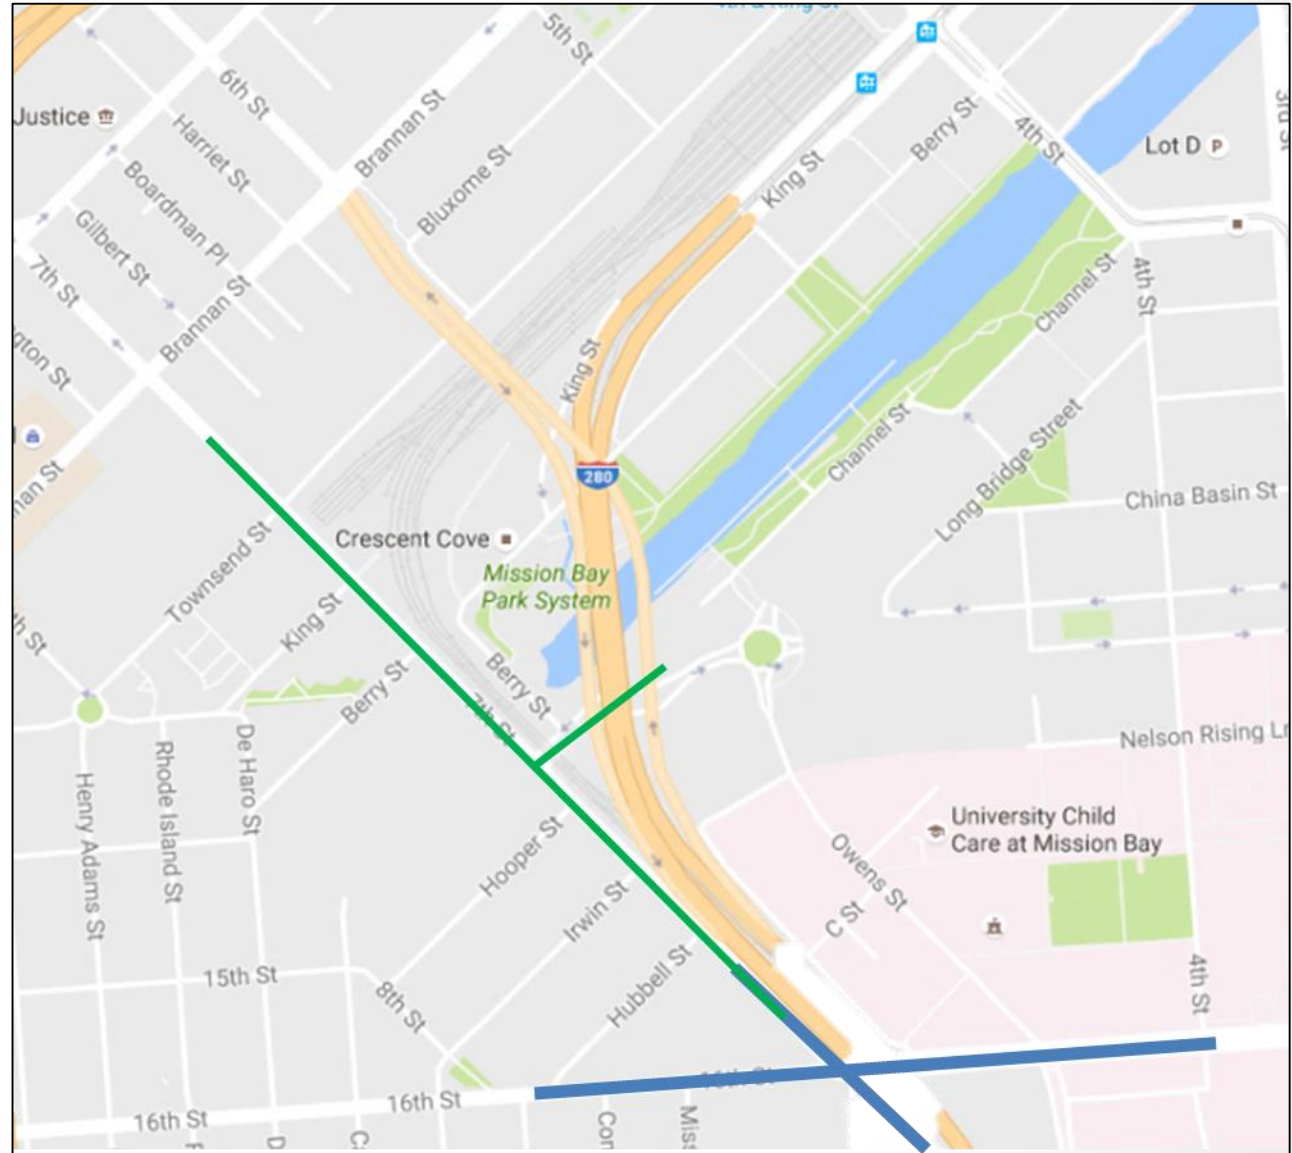 4th & King St
5th St
6th St
Brannan St
Berry St
4th St
Lot D P
Justice
Harriet St
Bluxome St
King St
Boardman Pl
Gilbert St
7th St
Brannan St
Channel St
4th St
King St
Channel St
Long Bridge Street
280
China Basin St
Townsend St
Crescent Cove
Mission Bay
Park System
King St
Berry St
Berry St
7th St
De Haro St
Rhode Island St
Henry Adams St
Nelson Rising
University Child
Care at Mission Bay
Hooper St
Owens St
Irwin St
C St
Hubbell St
15th St
8th St
4th St
16th St
16th St
16th St